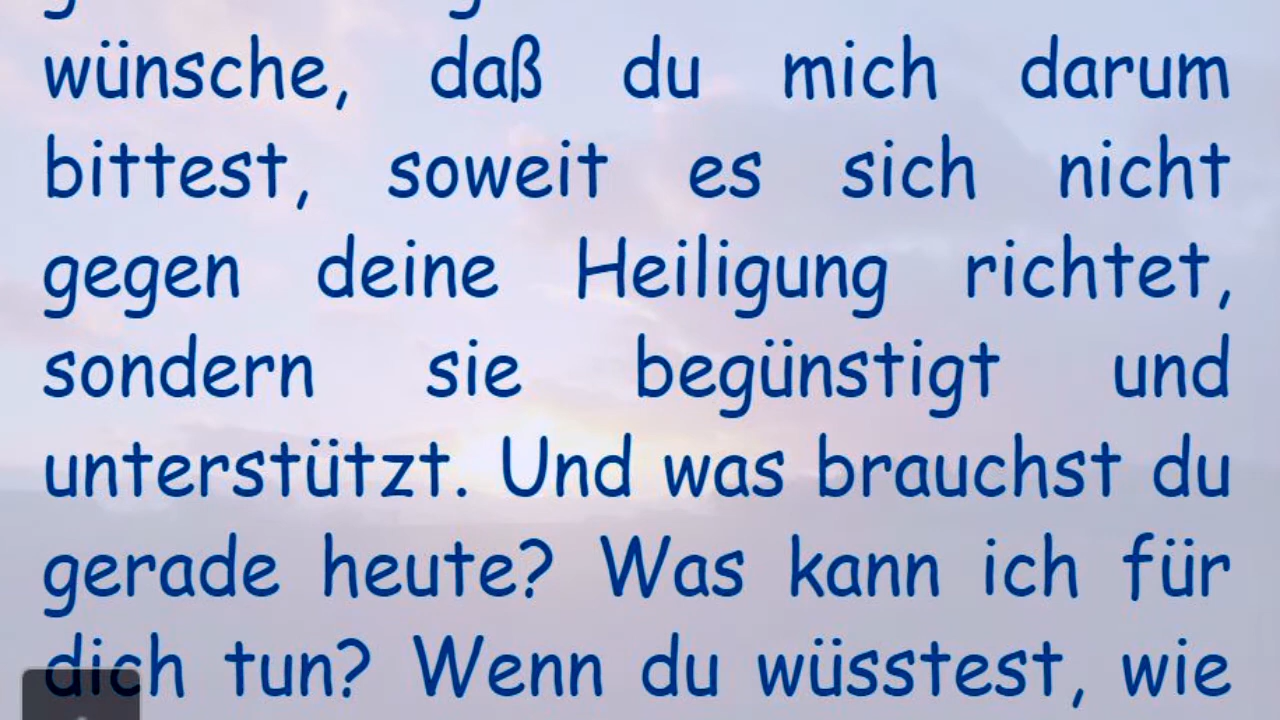 wünsche, daß du mich darum
bittest, soweit es sich nicht
gegen deine Heiligung richtet,
sondern sie begünstigt und
unterstützt. Und was brauchst du
gerade heute? Was kann ich für
dich tun? Wenn du wüsstest, wie